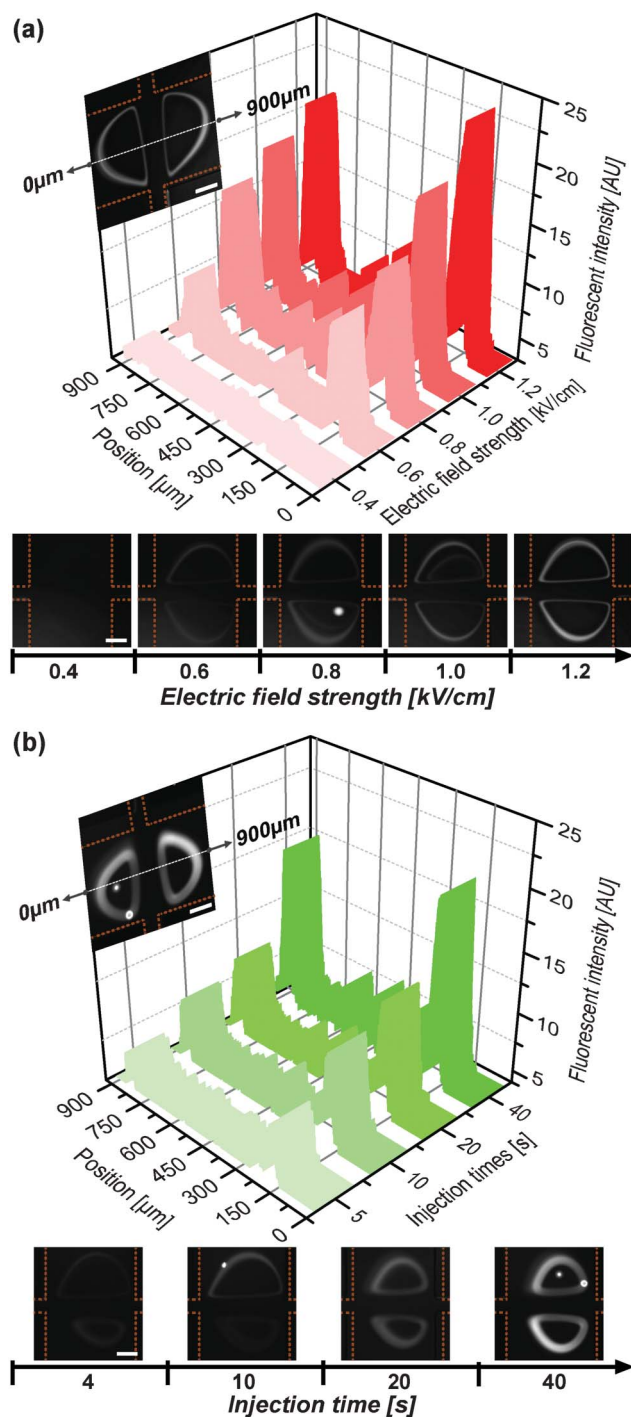 (a)
900µm
0µm
25
20
15
10
5
Fluorescent intensity [AU]
900
750
600
450
300
150
0
Position [µm]
0.4
0.6
0.8
1.0
1.2
Electric field strength [kV/cm]
0.4 0.6 0.8 1.0 1.2
Electric field strength [kV/cm]
(b)
900µm
0µm
25
20
15
10
5
Fluorescent intensity [AU]
900
750
600
450
300
150
0
Position [µm]
5
10
20
40
Injection times [s]
4 10 20 40
Injection time [s]